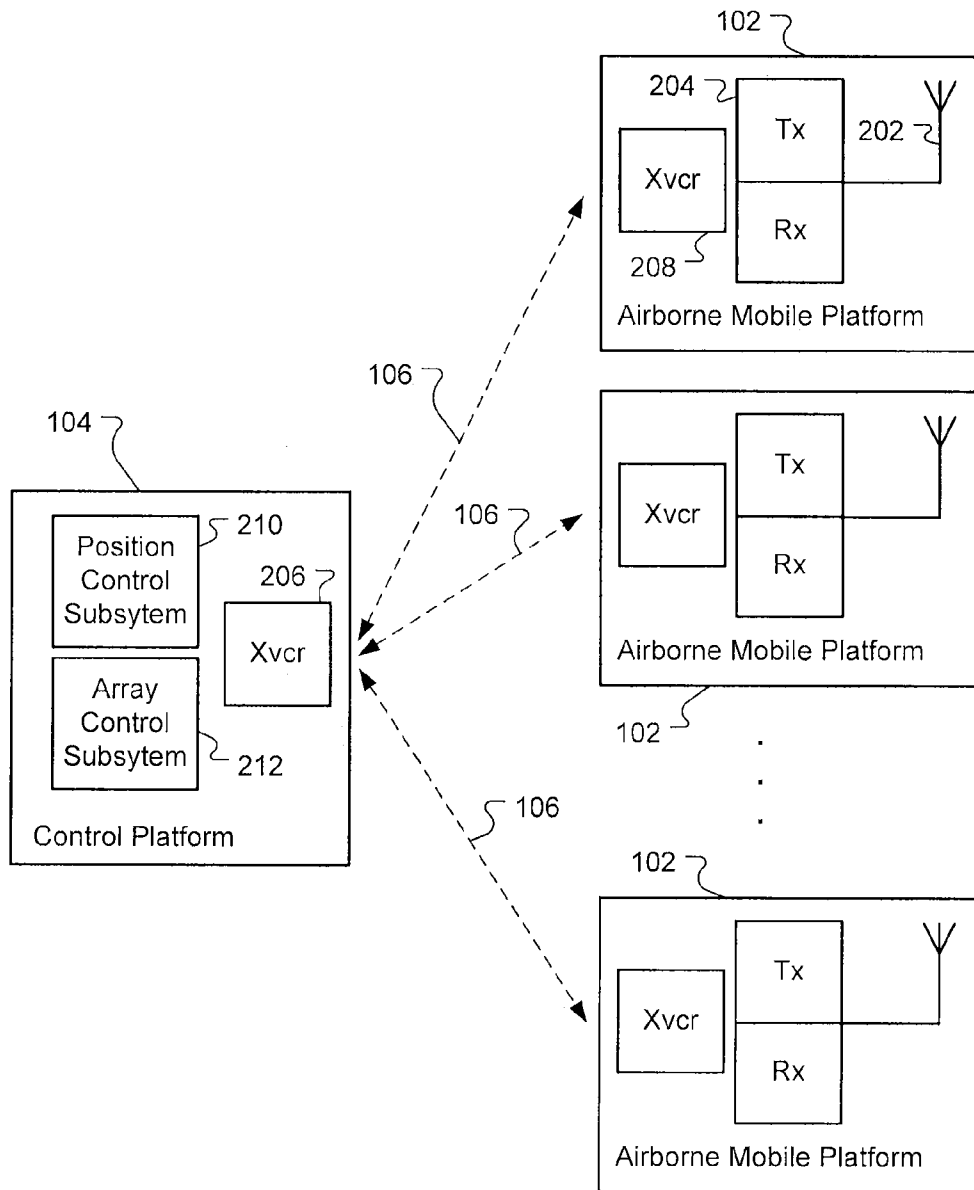 102
204
Tx
202
Xvcr
Rx
208
Airborne Mobile Platform
106
104
Tx
106
Xvcr
210
Position
Control
Subsytem
Rx
206
Xvcr
Airborne Mobile Platform
Array
Control
Subsytem
102
212
Control Platform
106
102
Tx
Xvcr
Rx
Airborne Mobile Platform